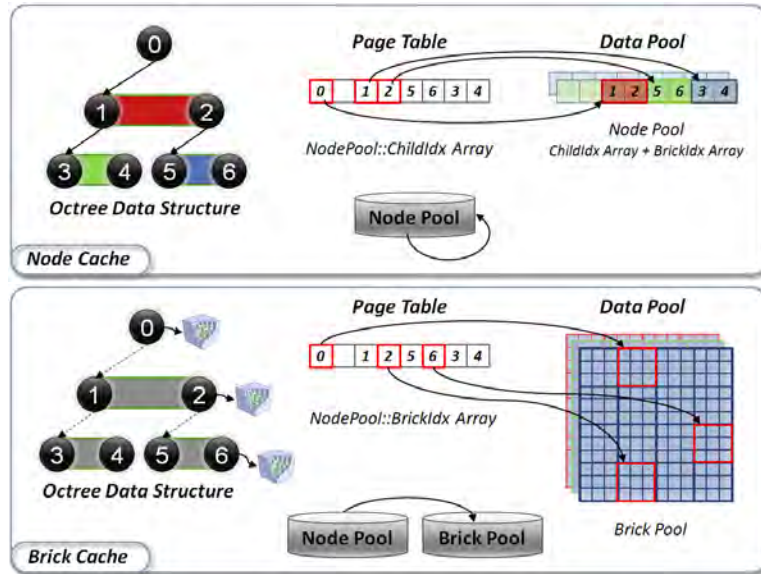 0
Page Table
Data Pool
0 1 2 5 6 3 4
1 2 5 6 3 4
1 2
NodePool::ChildIdx Array
Node Pool
ChildIdx Array + BrickIdx Array
3 4 5 6
Octree Data Structure
Node Pool
Node Cache
0
Page Table
Data Pool
0 1 2 5 6 3 4
1 2
NodePool::BrickIdx Array
3 4 5 6
Octree Data Structure
Node Pool
Brick Pool
Brick Pool
Brick Cache